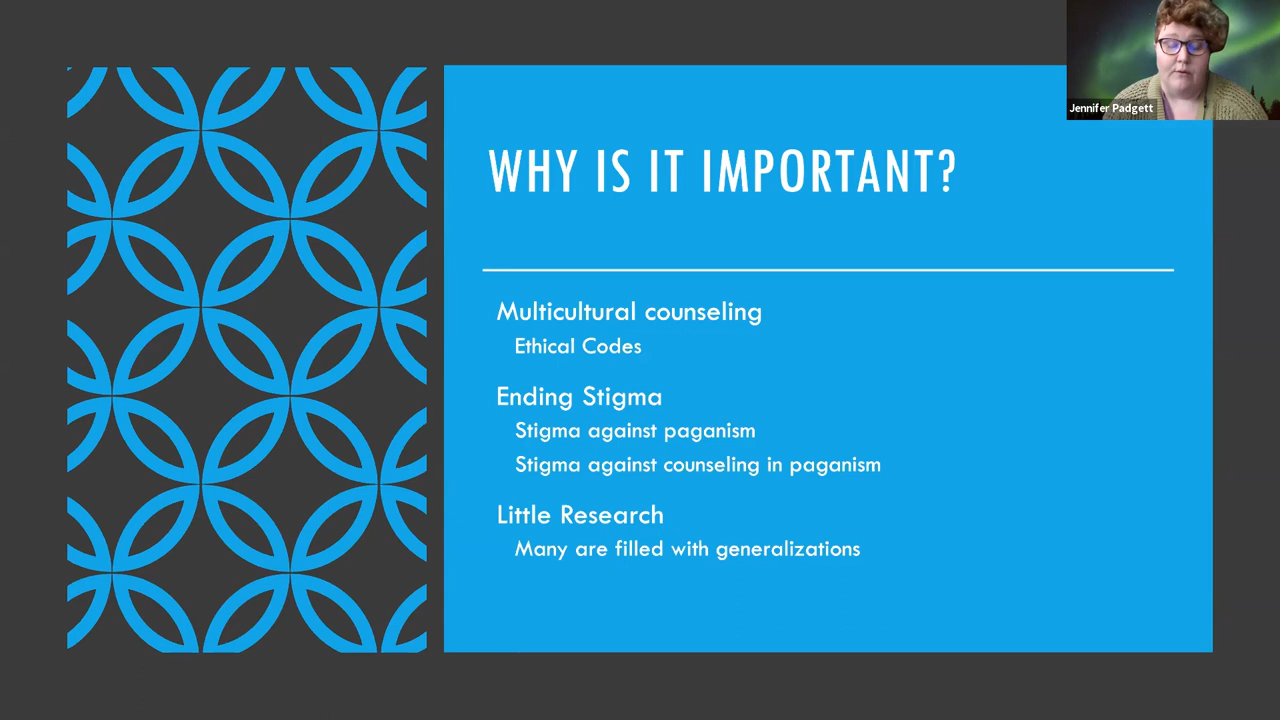 Jennifer Padgett
WHY IS IT IMPORTANT?
Multicultural counseling
Ethical Codes
Ending Stigma
Stigma against paganism
Stigma against counseling in paganism
Little Research
Many are filled with generalizations